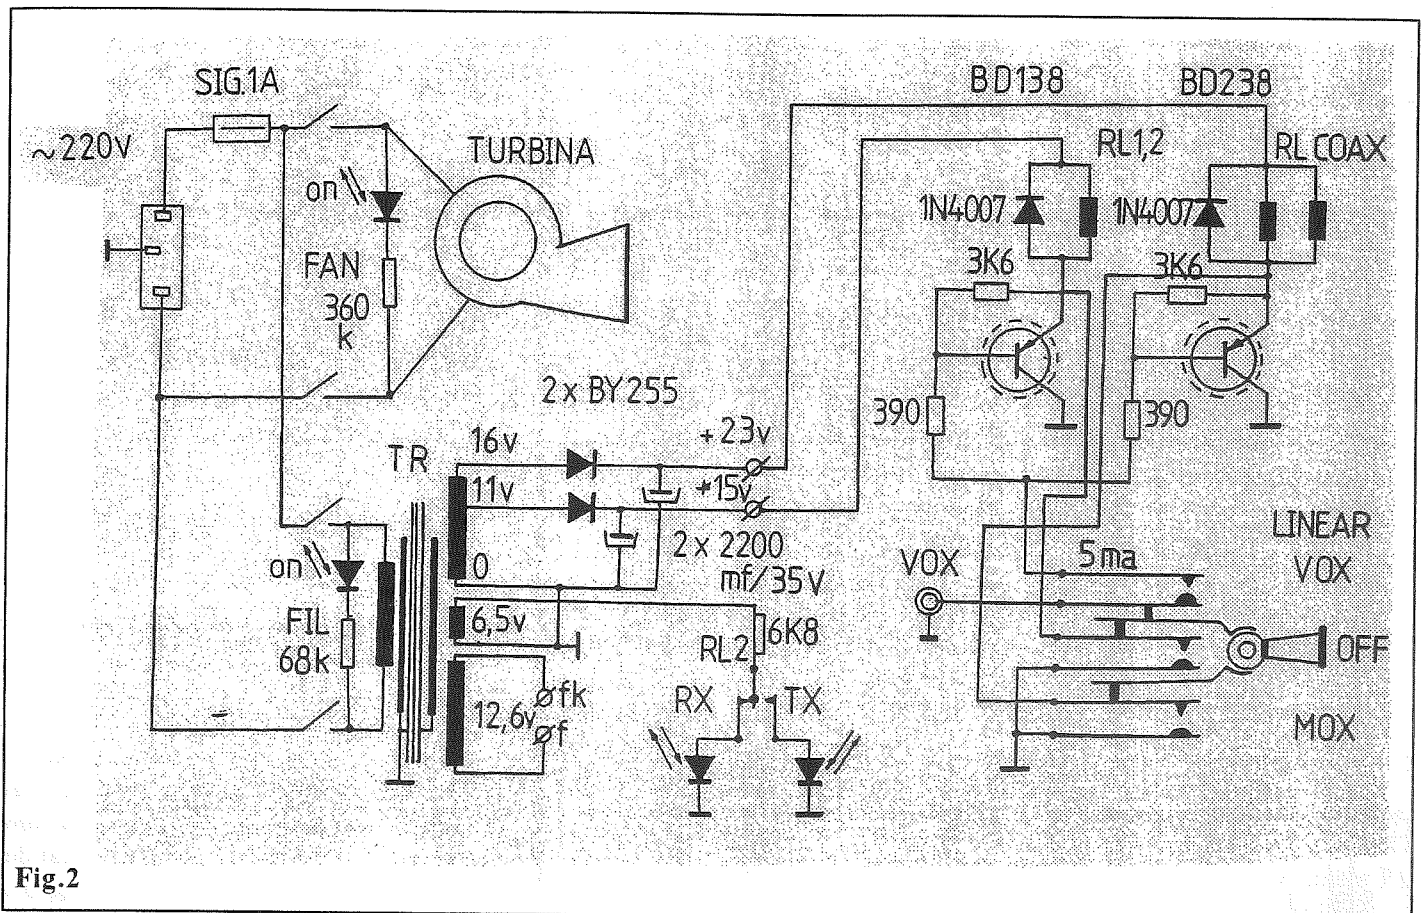 SIG.1A
~220V
TURBINA
on
FAN
360
k
BD138
BD238
RL1,2
RL COAX
1N4007
1N4007
3K6
3K6
390
390
2 x BY255
TR
16v
11v
0
+23v
+15v
2 x 2200
mf/35V
on
FIL
68k
6,5v
12,6v
fk
f
6K8
RL2
RX
TX
VOX
5ma
LINEAR
VOX
OFF
MOX
Fig.2